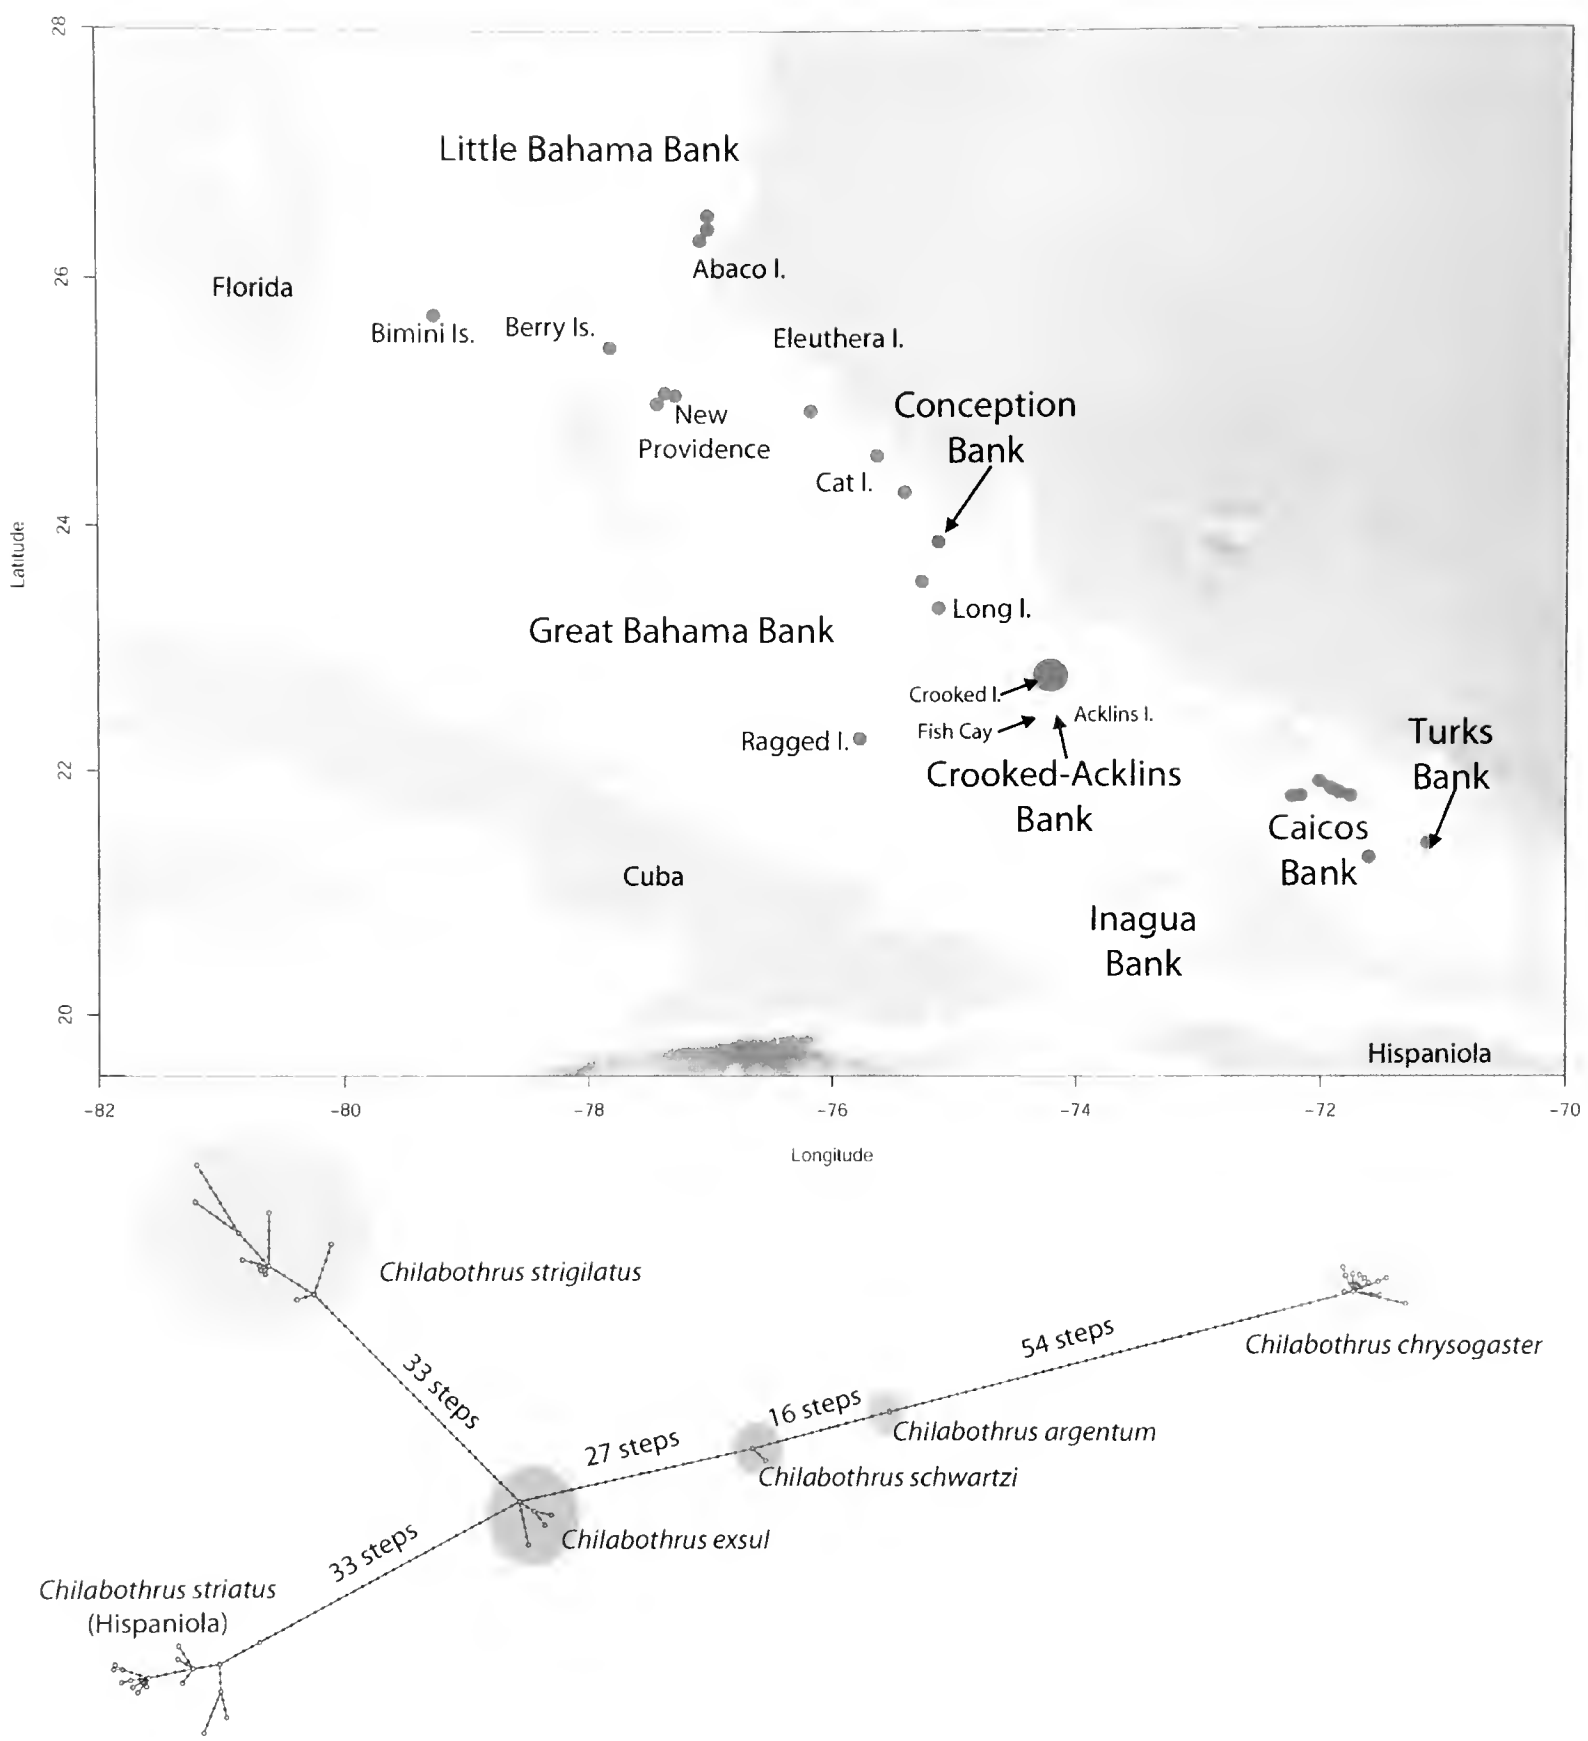 28
Little Bahama Bank
Abaco I.
26
Florida
Bimini Is.
Berry Is.
Eleuthera I.
New
Providence
Conception
Bank
Cat I.
24
Latitude
Long I.
Great Bahama Bank
Crooked I.
Fish Cay
Acklins I.
Ragged I.
Crooked-Acklins
Bank
Turks
Bank
22
Caicos
Bank
Cuba
Inagua
Bank
20
Hispaniola
-82
-80
-78
-76
-74
-72
-70
Longitude
Chilabothrus strigilatus
33 steps
54 steps
Chilabothrus chrysogaster
16 steps
Chilabothrus argentum
27 steps
Chilabothrus schwartzi
Chilabothrus exsul
33 steps
Chilabothrus striatus
(Hispaniola)